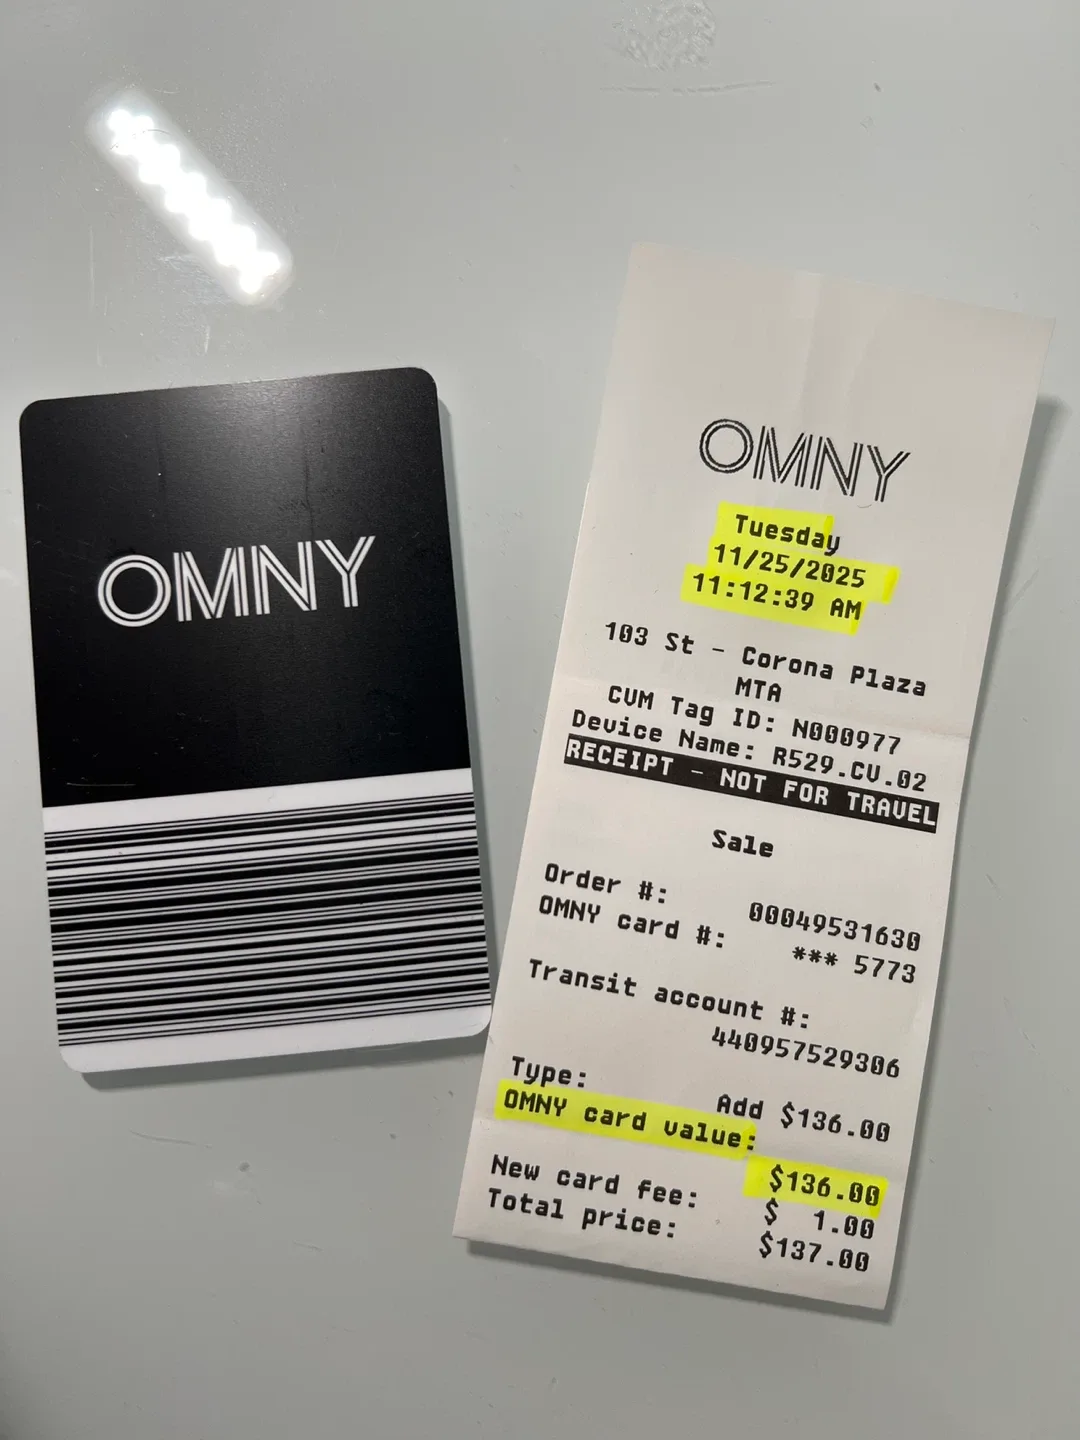 OMNY
OMNY
Tuesday
11/25/2025
11:12:39 AM
103 St - Corona Plaza
MTA
CVM Tag ID: N000977
Device Name: R529.CV.02
RECEIPT - NOT FOR TRAVEL
Sale
Order #: 00049531630
OMNY card #: *** 5773
Transit account #:
440957529306
Type: Add $136.00
OMNY card value: $136.00
New card fee: $ 1.00
Total price: $137.00